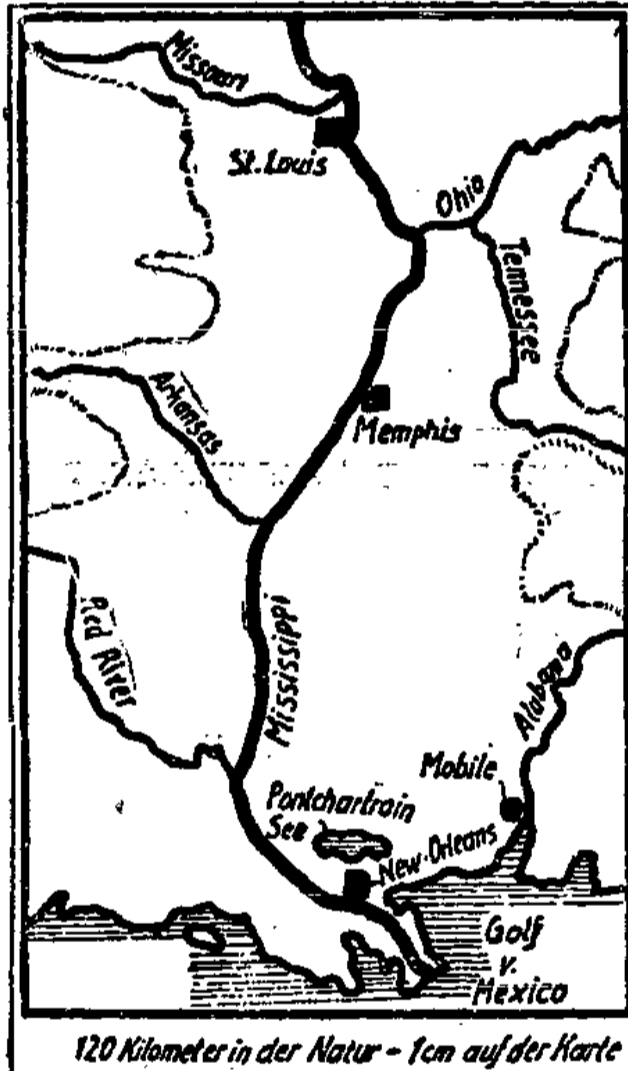 Missouri
St. Louis
Ohio
Tennessee
Arkansas
Memphis
Red River
Mississippi
Alabama
Mobile
Pontchartrain
See
New-Orleans
Golf
v.
Mexico
120 Kilometer in der Natur – 1cm auf der Karte